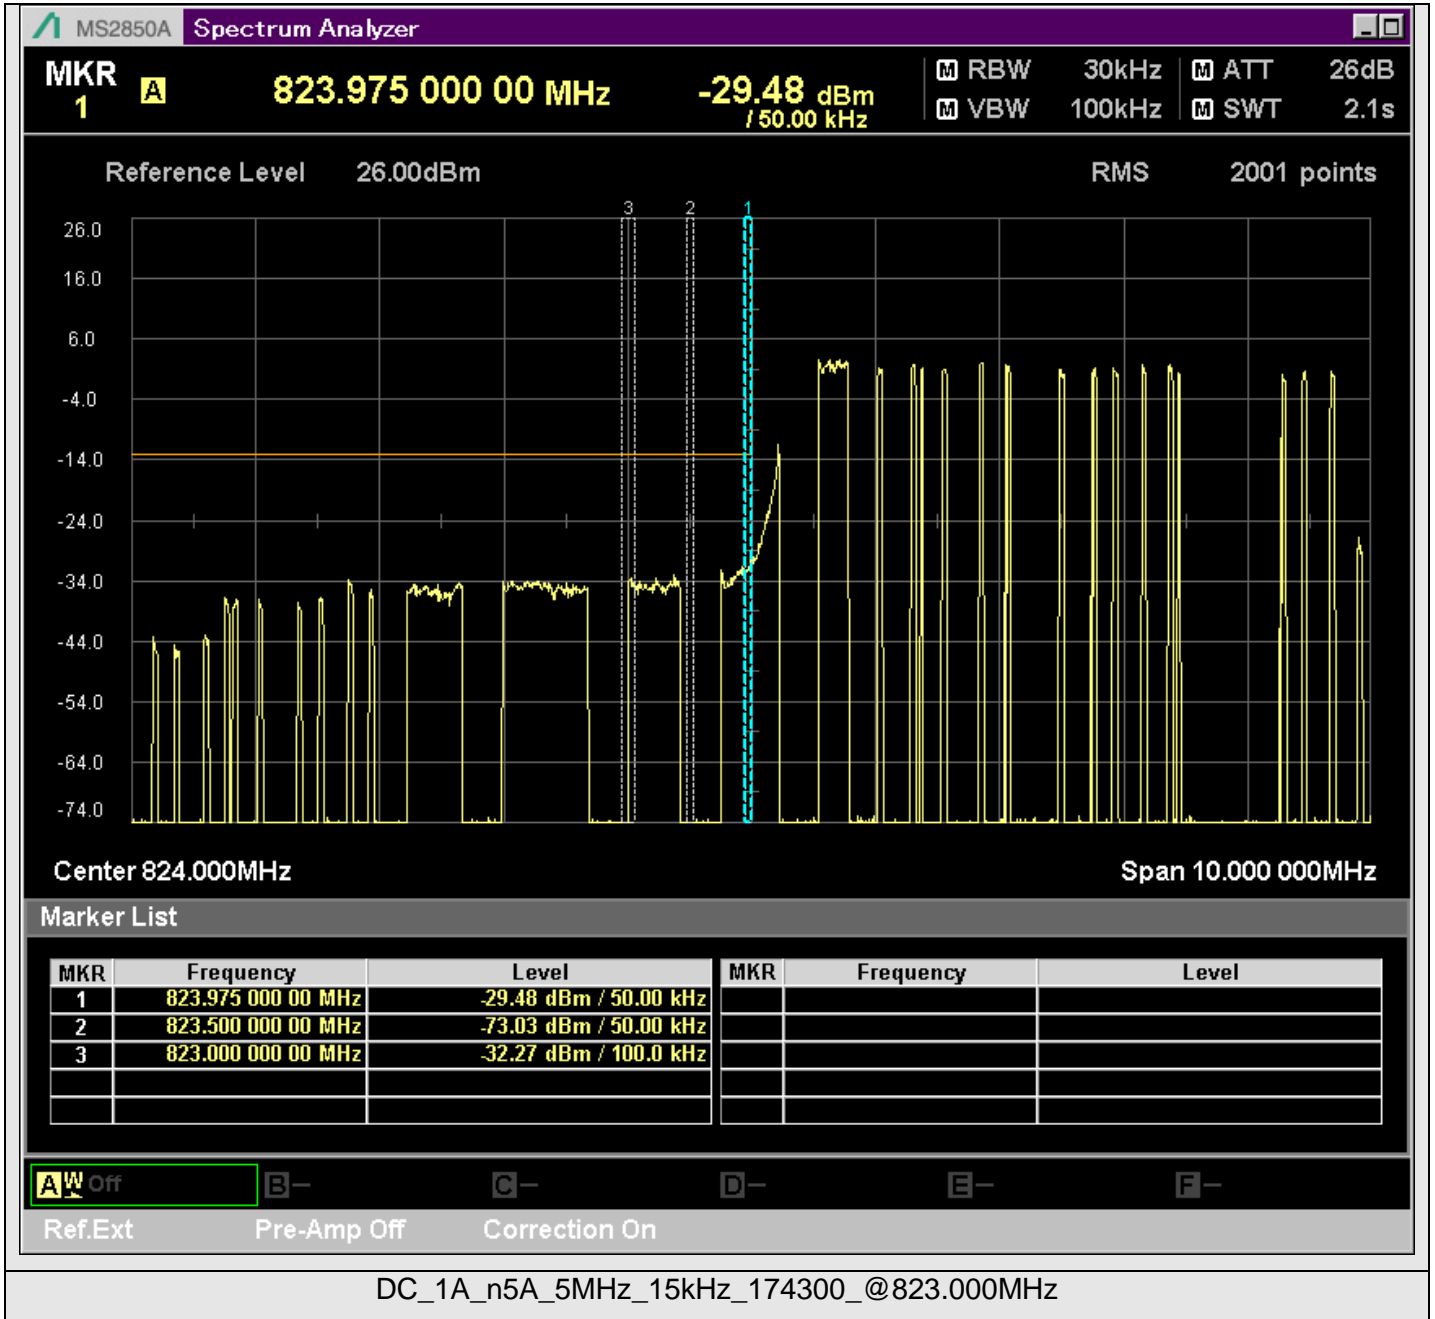 MS2850A Spectrum Analyzer
MKR 1 A 823.975 000 00 MHz -29.48 dBm / 50.00 kHz
M RBW 30kHz M ATT 26dB
M VBW 100kHz M SWT 2.1s
Reference Level 26.00dBm RMS 2001 points
3 2 1
26.0
16.0
6.0
-4.0
-14.0
-24.0
-34.0
-44.0
-54.0
-64.0
-74.0
Center 824.000MHz Span 10.000 000MHz
Marker List
MKR Frequency Level MKR Frequency Level
1 823.975 000 00 MHz -29.48 dBm / 50.00 kHz
2 823.500 000 00 MHz -73.03 dBm / 50.00 kHz
3 823.000 000 00 MHz -32.27 dBm / 100.0 kHz
A W Off B – C – D – E – F –
Ref.Ext Pre-Amp Off Correction On
DC_1A_n5A_5MHz_15kHz_174300_@823.000MHz